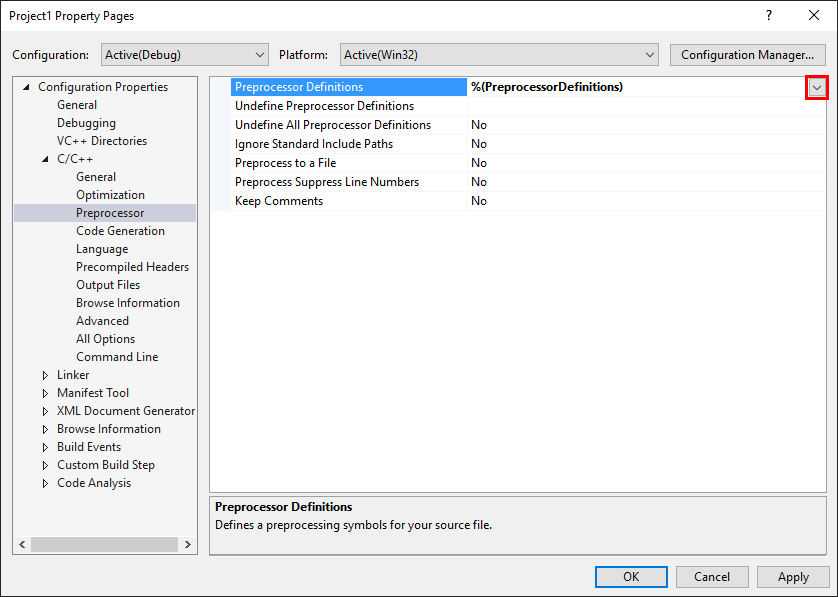 Project1 Property Pages
?
Configuration: Active(Debug) Platform: Active(Win32) Configuration Manager...
Configuration Properties
General
Debugging
VC++ Directories
C/C++
General
Optimization
Preprocessor
Code Generation
Language
Precompiled Headers
Output Files
Browse Information
Advanced
All Options
Command Line
Linker
Manifest Tool
XML Document Generator
Browse Information
Build Events
Custom Build Step
Code Analysis
Preprocessor Definitions %(PreprocessorDefinitions)
Undefine Preprocessor Definitions
Undefine All Preprocessor Definitions No
Ignore Standard Include Paths No
Preprocess to a File No
Preprocess Suppress Line Numbers No
Keep Comments No
Preprocessor Definitions
Defines a preprocessing symbols for your source file.
OK Cancel Apply